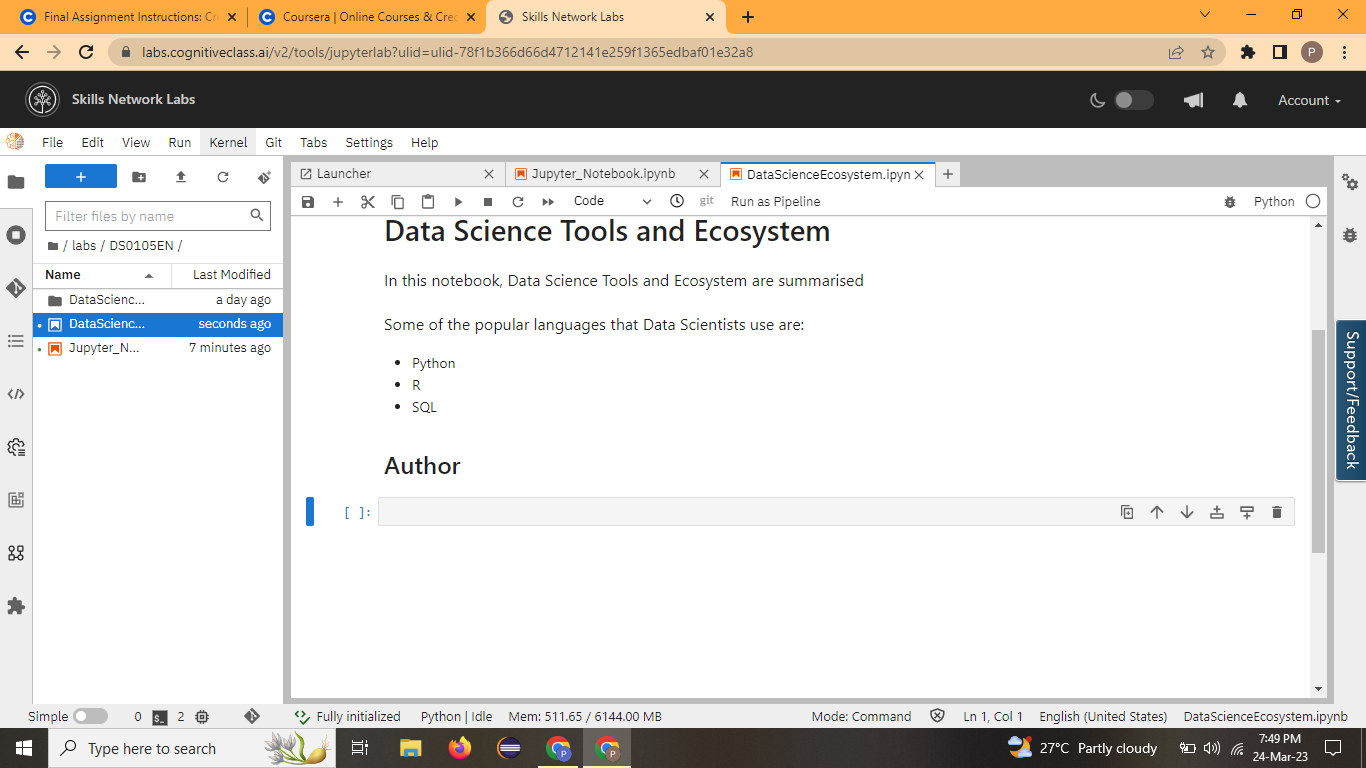 Final Assignment Instructions: Cr
Coursera | Online Courses & Cred
Skills Network Labs
labs.cognitiveclass.ai/v2/tools/jupyterlab?ulid=ulid-78f1b366d66d4712141e259f1365edbaf01e32a8
P
Skills Network Labs
Account
File Edit View Run Kernel Git Tabs Settings Help
+
Launcher
Jupyter_Notebook.ipynb
DataScienceEcosystem.ipyn
Filter files by name
Code
git
Run as Pipeline
Python
/ labs / DS0105EN /
Name
Last Modified
DataScienc...
a day ago
DataScienc...
seconds ago
Jupyter_N...
7 minutes ago
Data Science Tools and Ecosystem
In this notebook, Data Science Tools and Ecosystem are summarised
Some of the popular languages that Data Scientists use are:
• Python
• R
• SQL
Author
[ ]:
Support/Feedback
Simple
0
2
Fully initialized
Python | Idle
Mem: 511.65 / 6144.00 MB
Mode: Command
Ln 1, Col 1
English (United States)
DataScienceEcosystem.ipynb
Type here to search
27°C Partly cloudy
7:49 PM
24-Mar-23